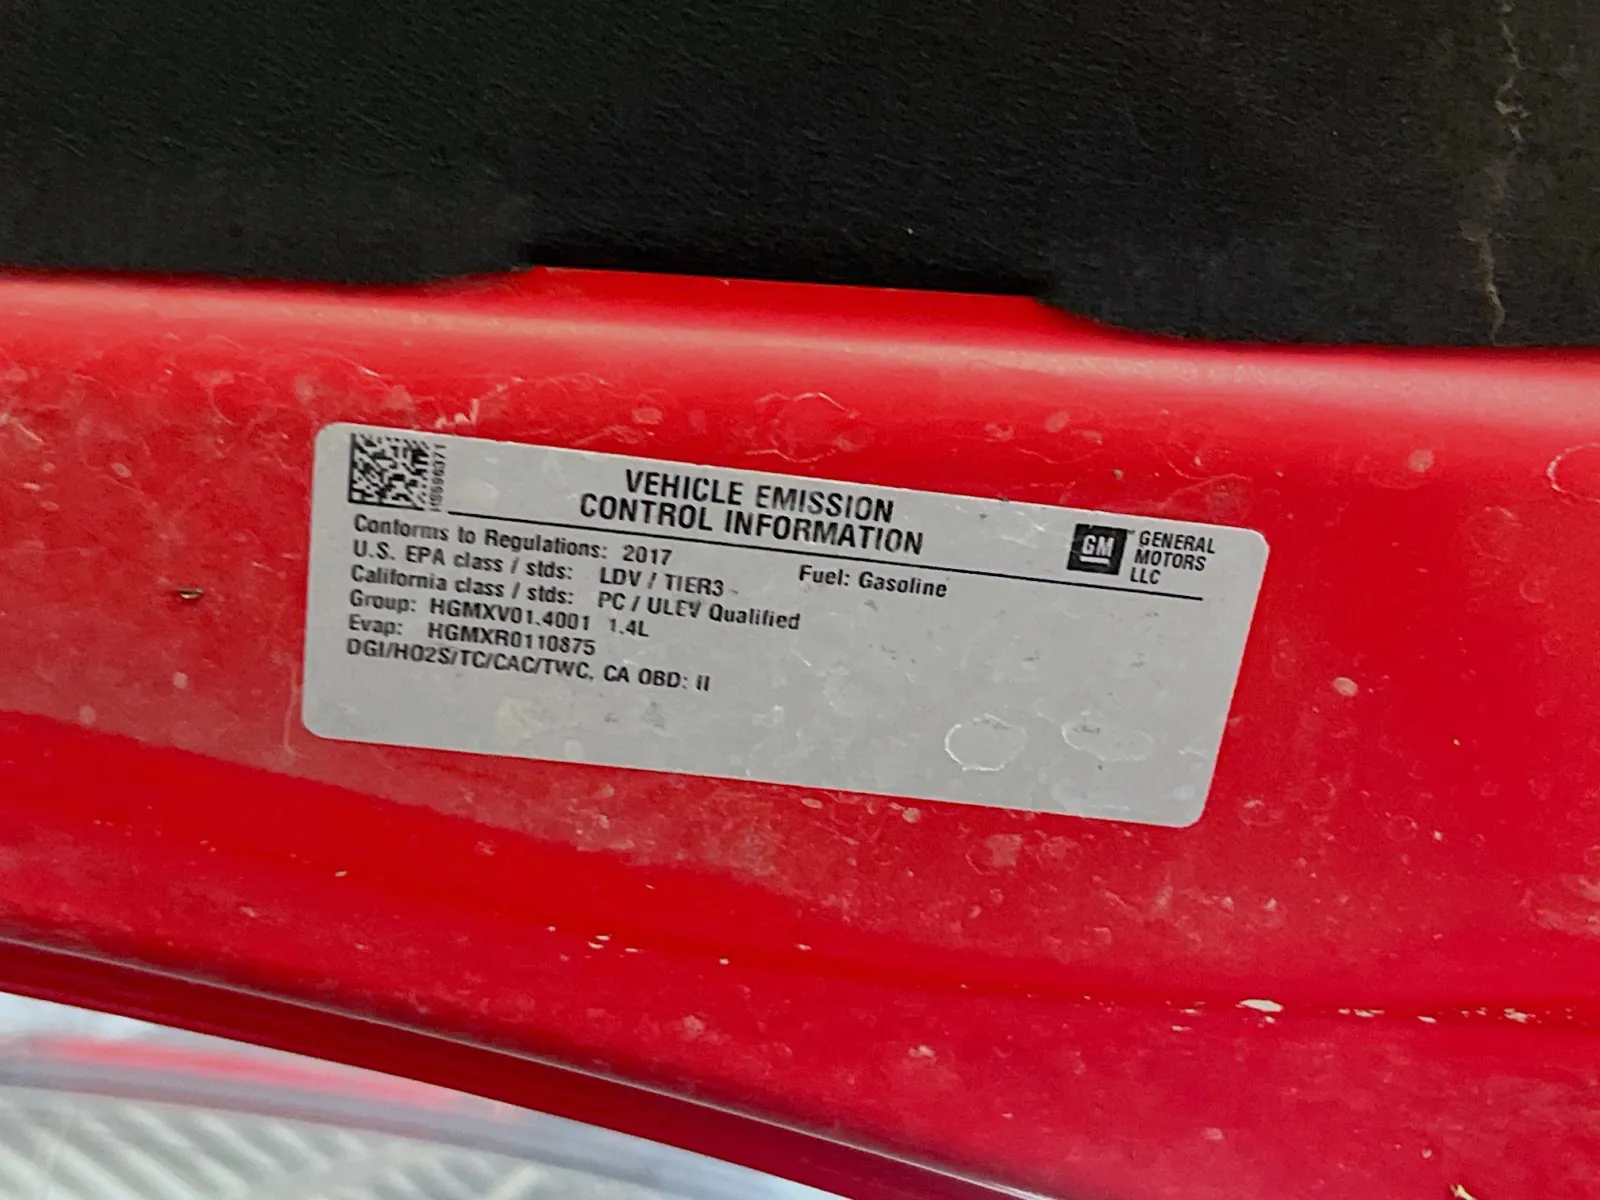 VEHICLE EMISSION
CONTROL INFORMATION
GM GENERAL
MOTORS
LLC
Conforms to Regulations: 2017
Fuel: Gasoline
U.S. EPA class / stds: LDV / TIER3
California class / stds: PC / ULEV Qualified
Group: HGMXV01.4001 1.4L
Evap: HGMXR0110875
DGI/HO2S/TC/CAC/TWC, CA OBD: II